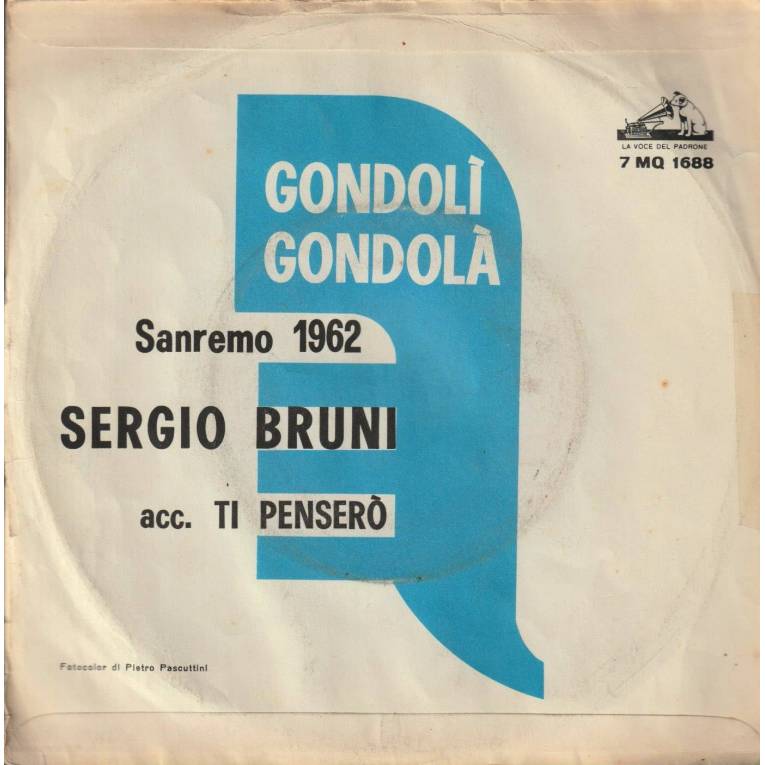 GONDOLÌ
GONDOLÀ
LA VOCE DEL PADRONE
7 MQ 1688
Sanremo 1962
SERGIO BRUNI
acc. TI PENSERÒ
Fotocolor di Pietro Pascuttini